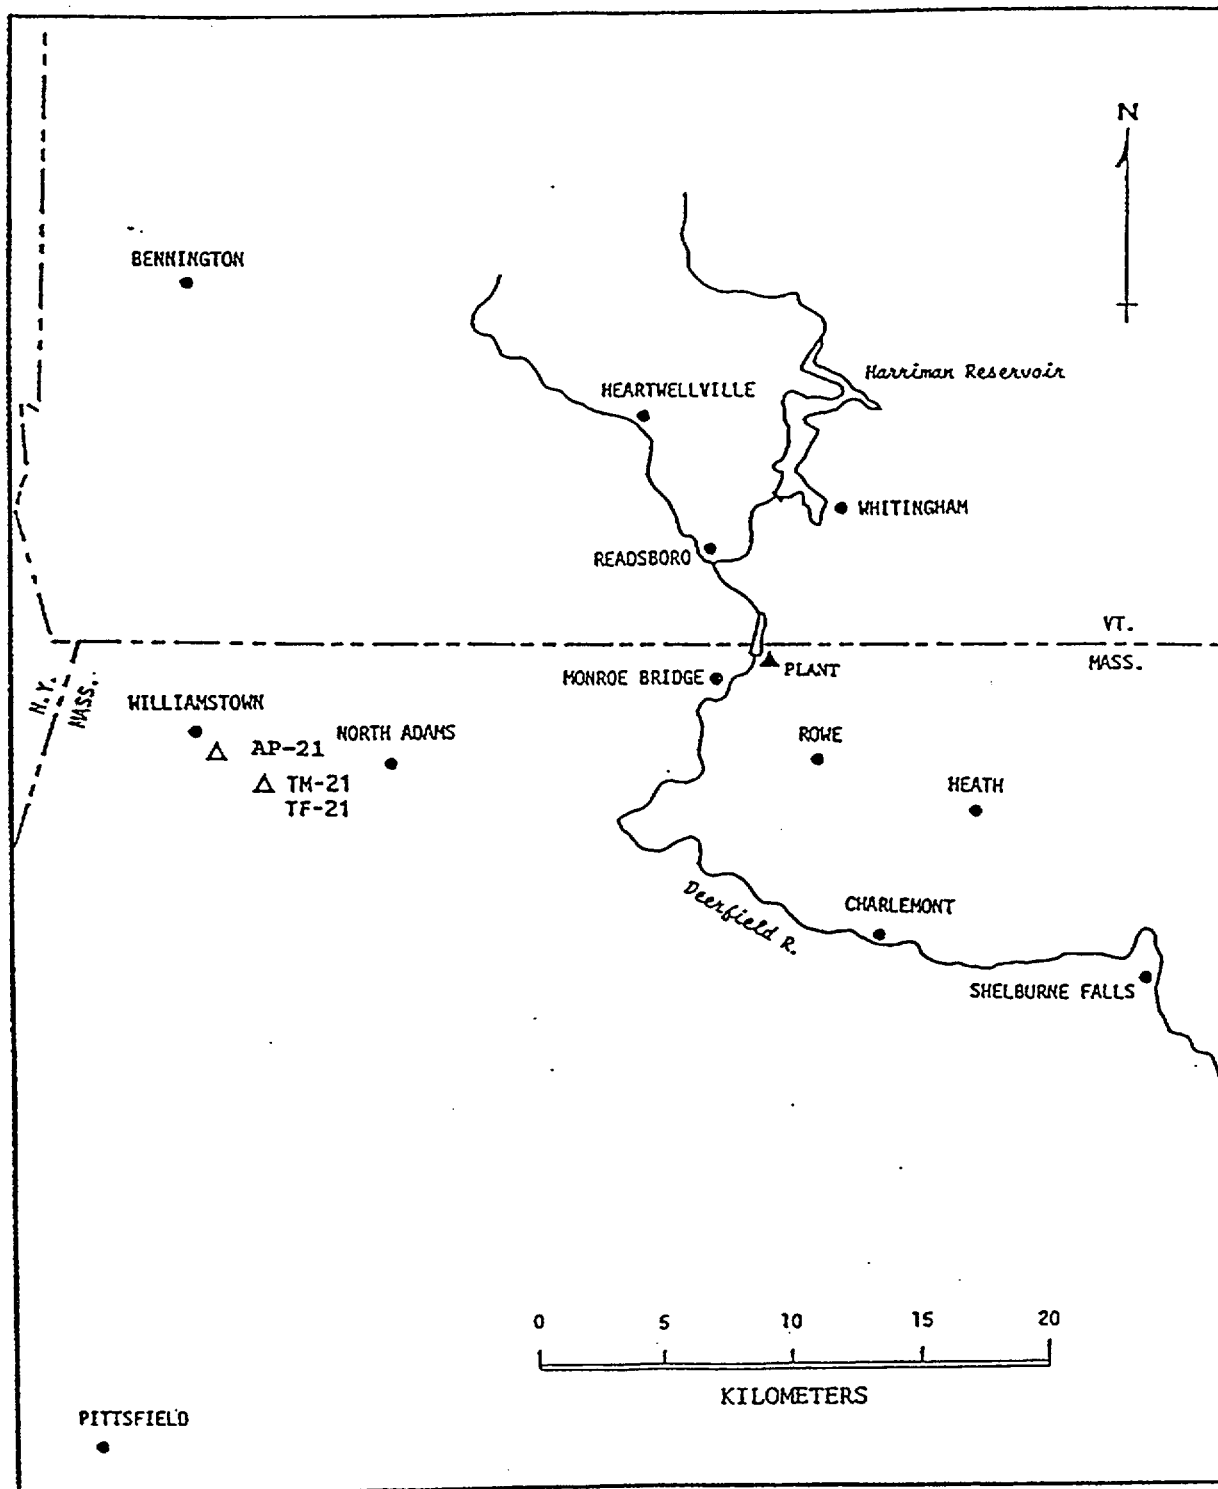 N
BENNINGTON
Harriman Reservoir
HEARTWELLVILLE
WHITINGHAM
READSBORO
VT.
MASS.
MONROE BRIDGE
PLANT
N.Y.
MASS.
WILLIAMSTOWN
NORTH ADAMS
ROWE
AP-21
TM-21
TF-21
HEATH
Deerfield R.
CHARLEMONT
SHELBURNE FALLS
0 5 10 15 20
KILOMETERS
PITTSFIELD